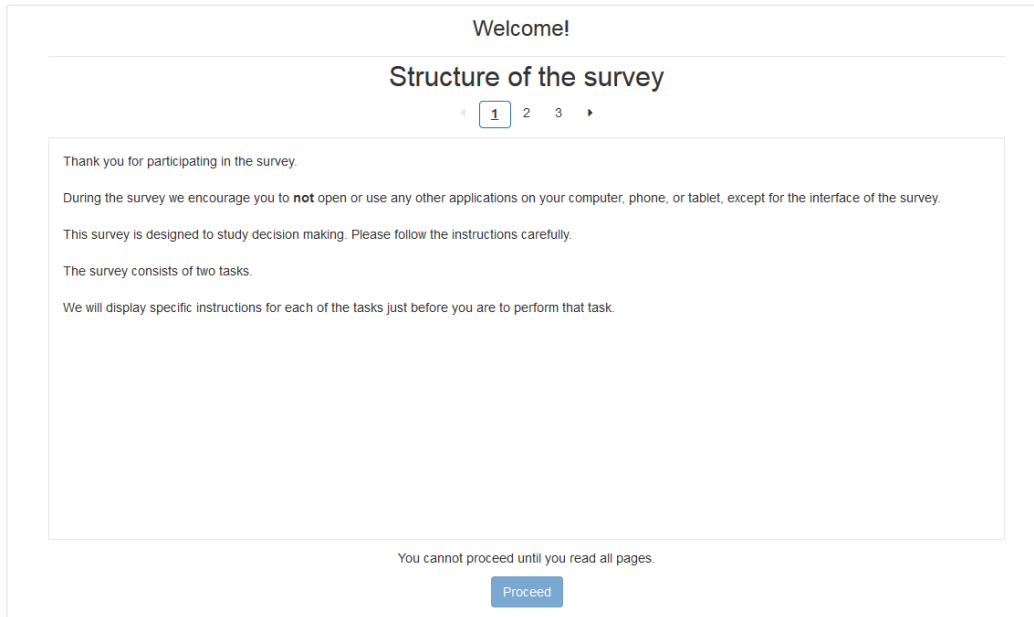 Welcome!
Structure of the survey
1 2 3
Thank you for participating in the survey.
During the survey we encourage you to not open or use any other applications on your computer, phone, or tablet, except for the interface of the survey.
This survey is designed to study decision making. Please follow the instructions carefully.
The survey consists of two tasks.
We will display specific instructions for each of the tasks just before you are to perform that task.
You cannot proceed until you read all pages.
Proceed